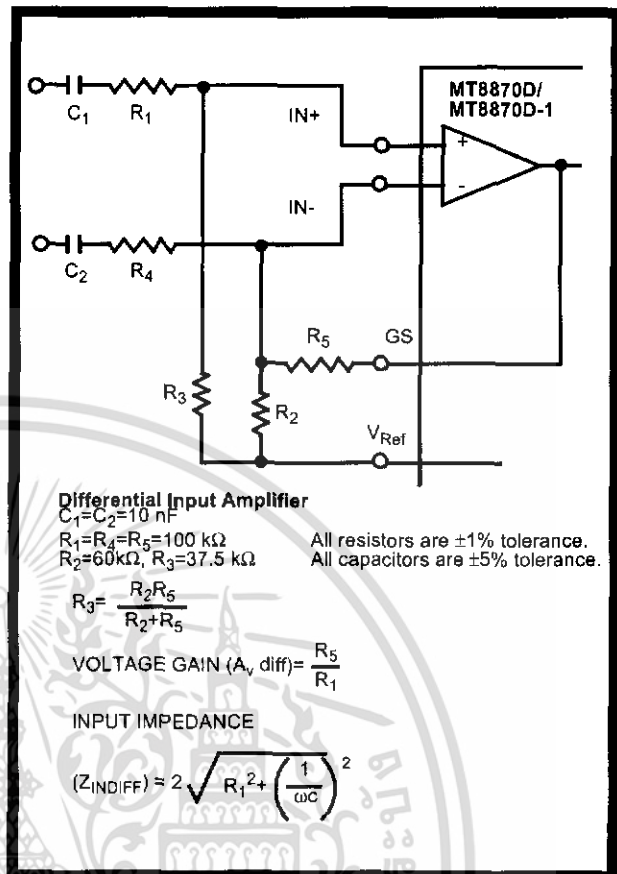 MT8870D/
MT8870D-1
C₁ R₁ IN+
+
-
IN-
C₂ R₄
R₅ GS
R₃ R₂
V_Ref
Differential Input Amplifier
C₁=C₂=10 nF
R₁=R₄=R₅=100 kΩ All resistors are ±1% tolerance.
R₂=60kΩ, R₃=37.5 kΩ All capacitors are ±5% tolerance.
R₃= R₂R₅ / R₂+R₅
VOLTAGE GAIN (Aᵥ diff)= R₅ / R₁
INPUT IMPEDANCE
(Z_INDIFF) = 2 √ R₁²+ (1 / ωc)²